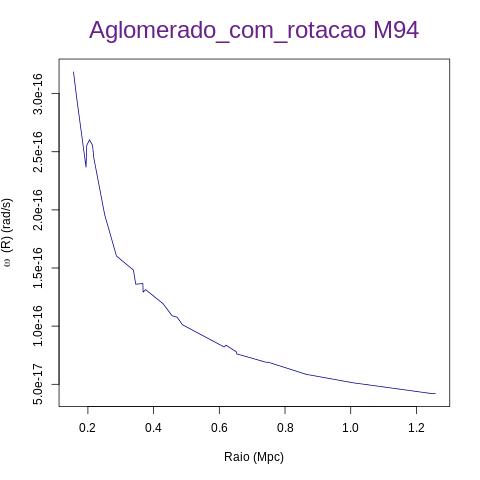 Aglomerado_com_rotacao M94
ω (R) (rad/s)
3.0e-16
2.5e-16
2.0e-16
1.5e-16
1.0e-16
5.0e-17
0.2 0.4 0.6 0.8 1.0 1.2
Raio (Mpc)